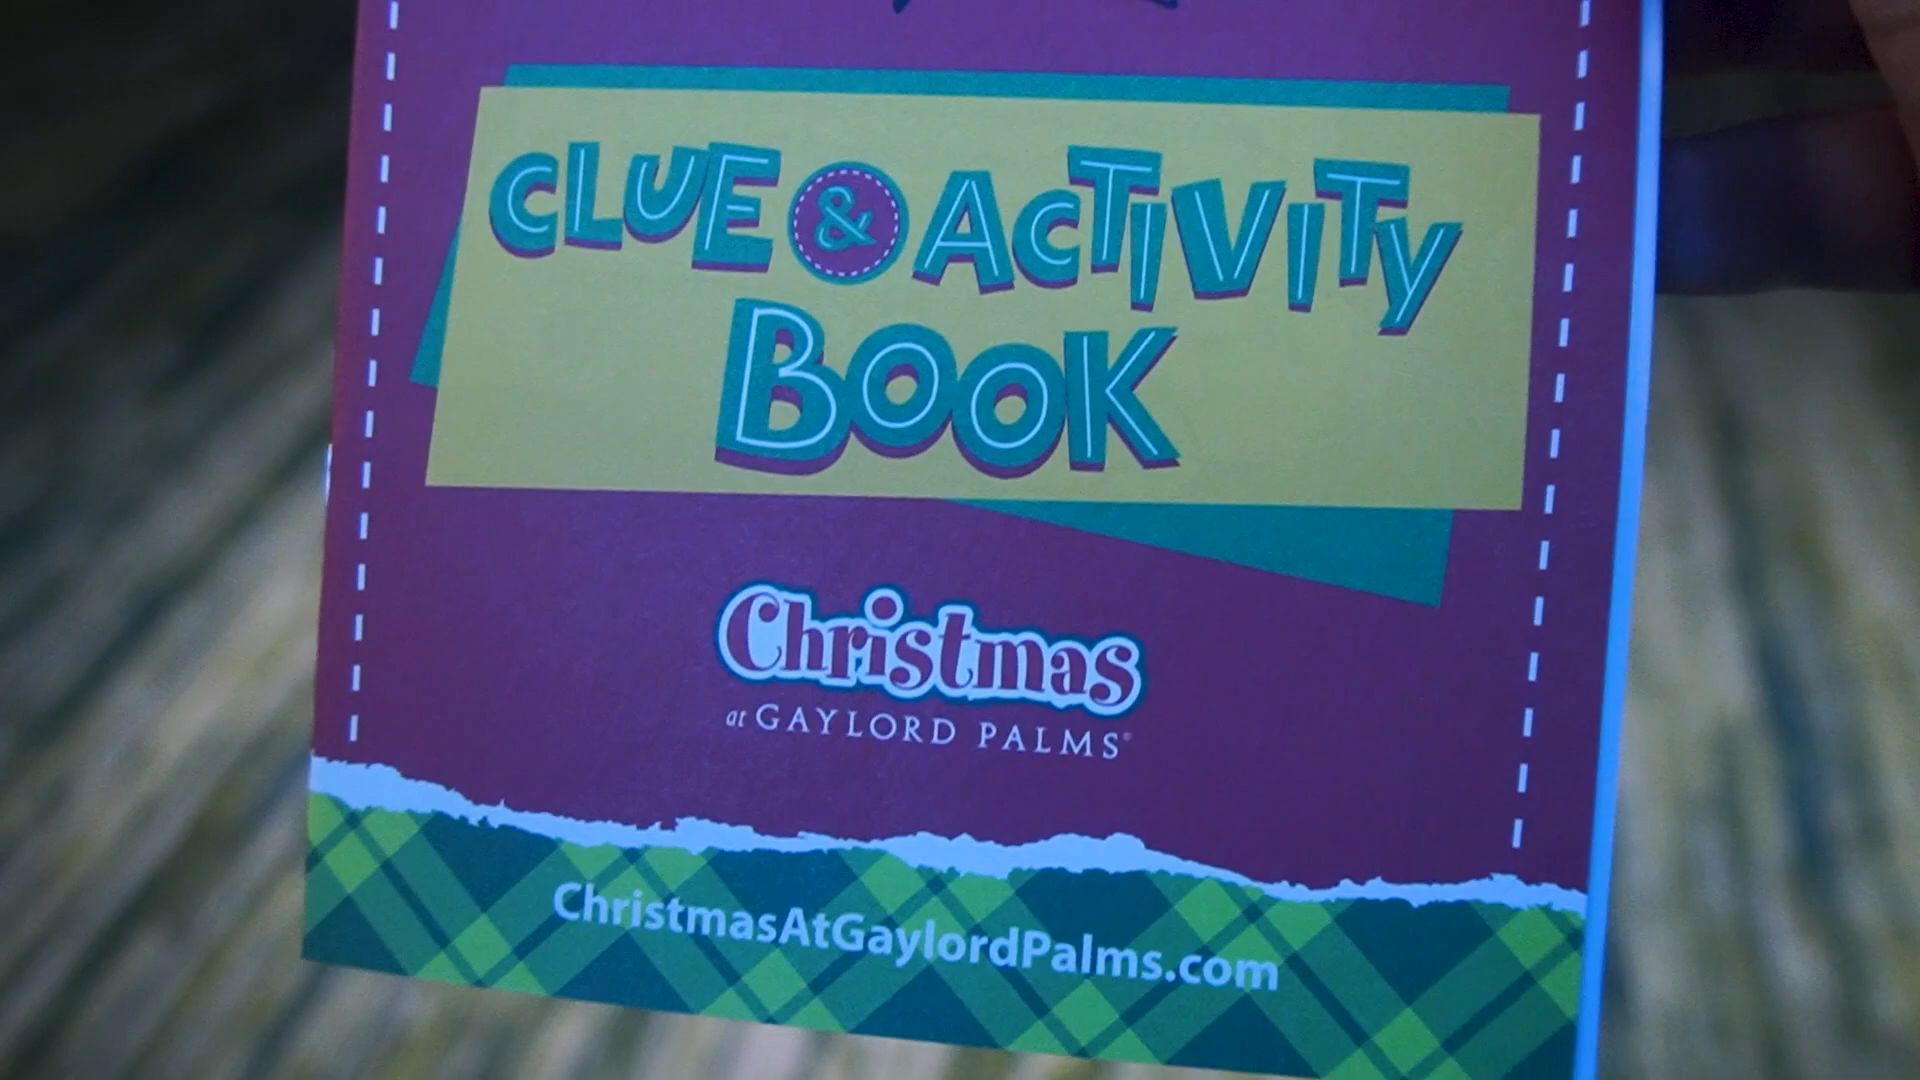 CLUE & ACTIVITY
BOOK
Christmas
at GAYLORD PALMS®
ChristmasAtGaylordPalms.com